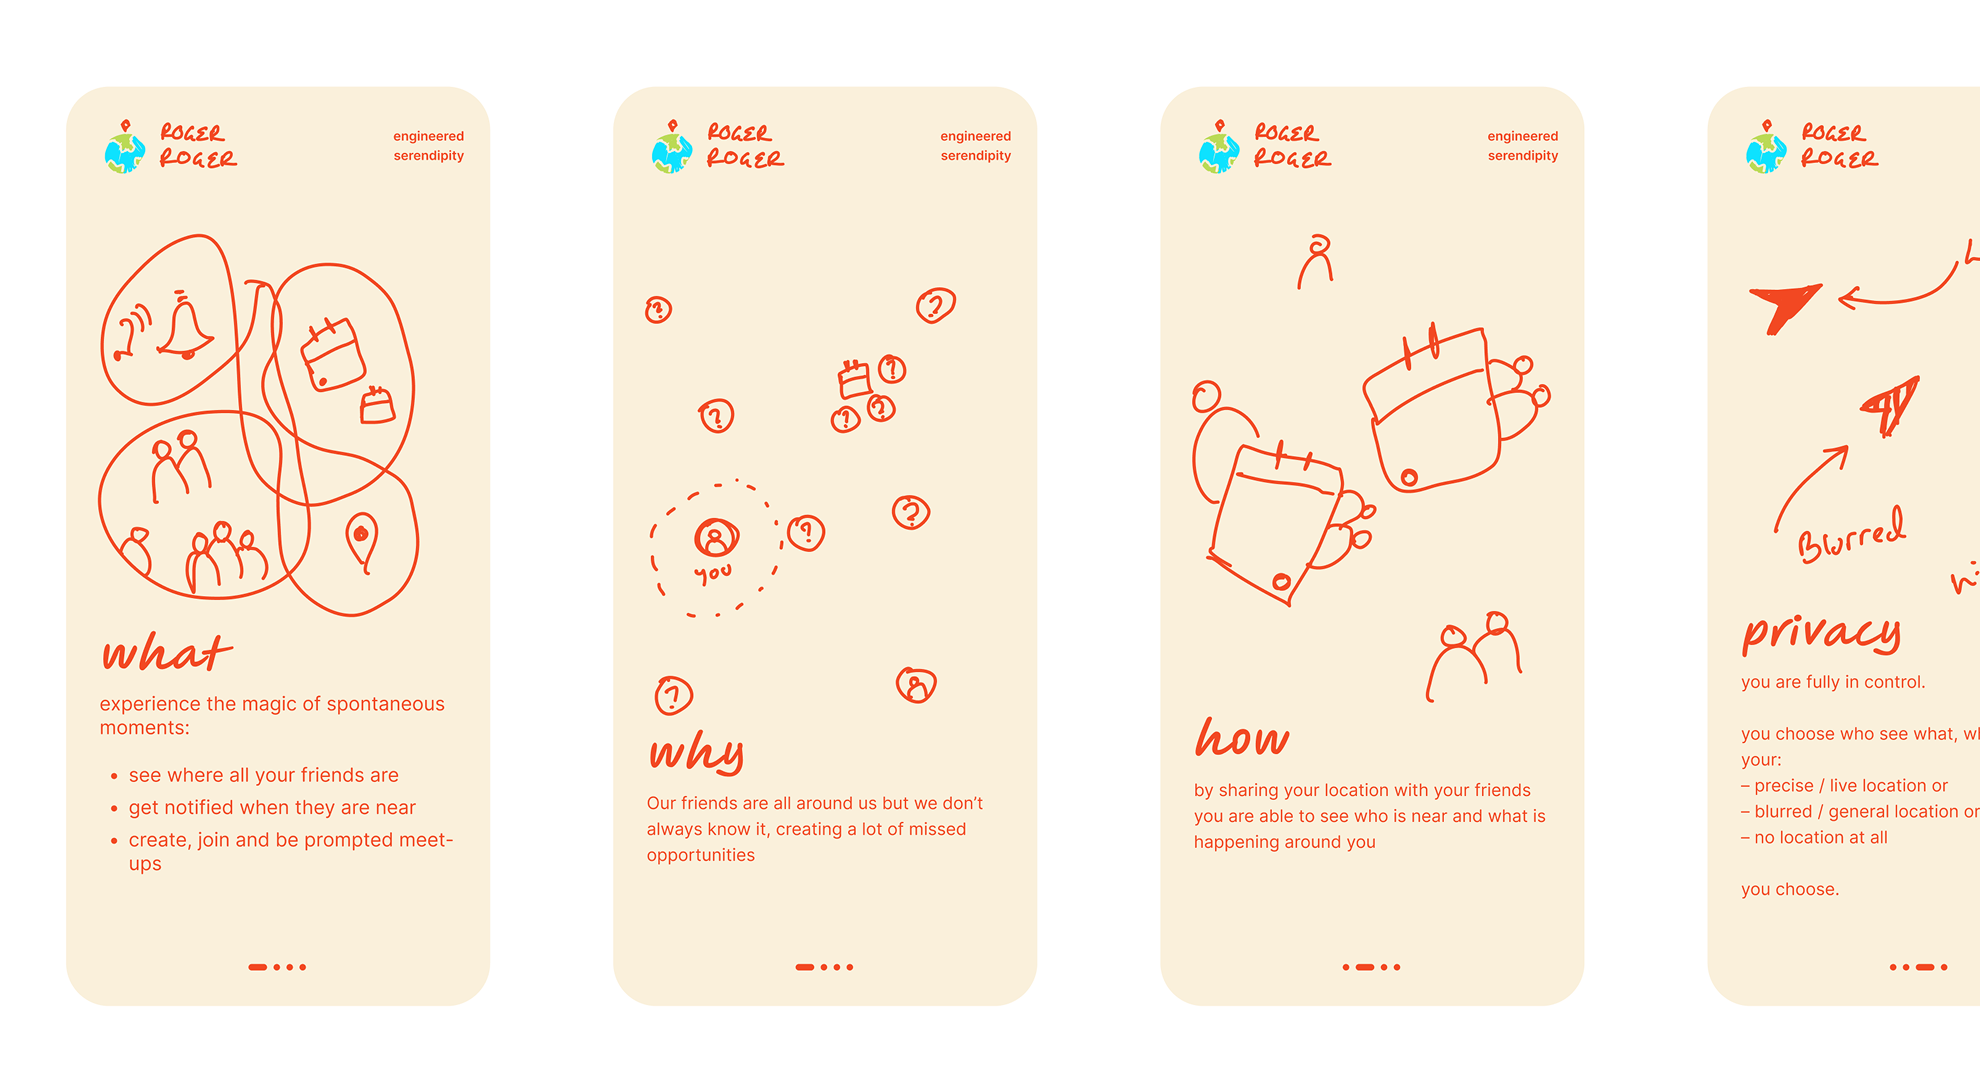 ROGER
ROGER
engineered
serendipity
what
experience the magic of spontaneous
moments:
• see where all your friends are
• get notified when they are near
• create, join and be prompted meet-
ups
ROGER
ROGER
engineered
serendipity
?
?
?
?
?
?
?
?
you
?
why
Our friends are all around us but we don’t
always know it, creating a lot of missed
opportunities
ROGER
ROGER
engineered
serendipity
how
by sharing your location with your friends
you are able to see who is near and what is
happening around you
ROGER
ROGER
Blurred
privacy
you are fully in control.
you choose who see what,
your:
– precise / live location or
– blurred / general location or
– no location at all
you choose.